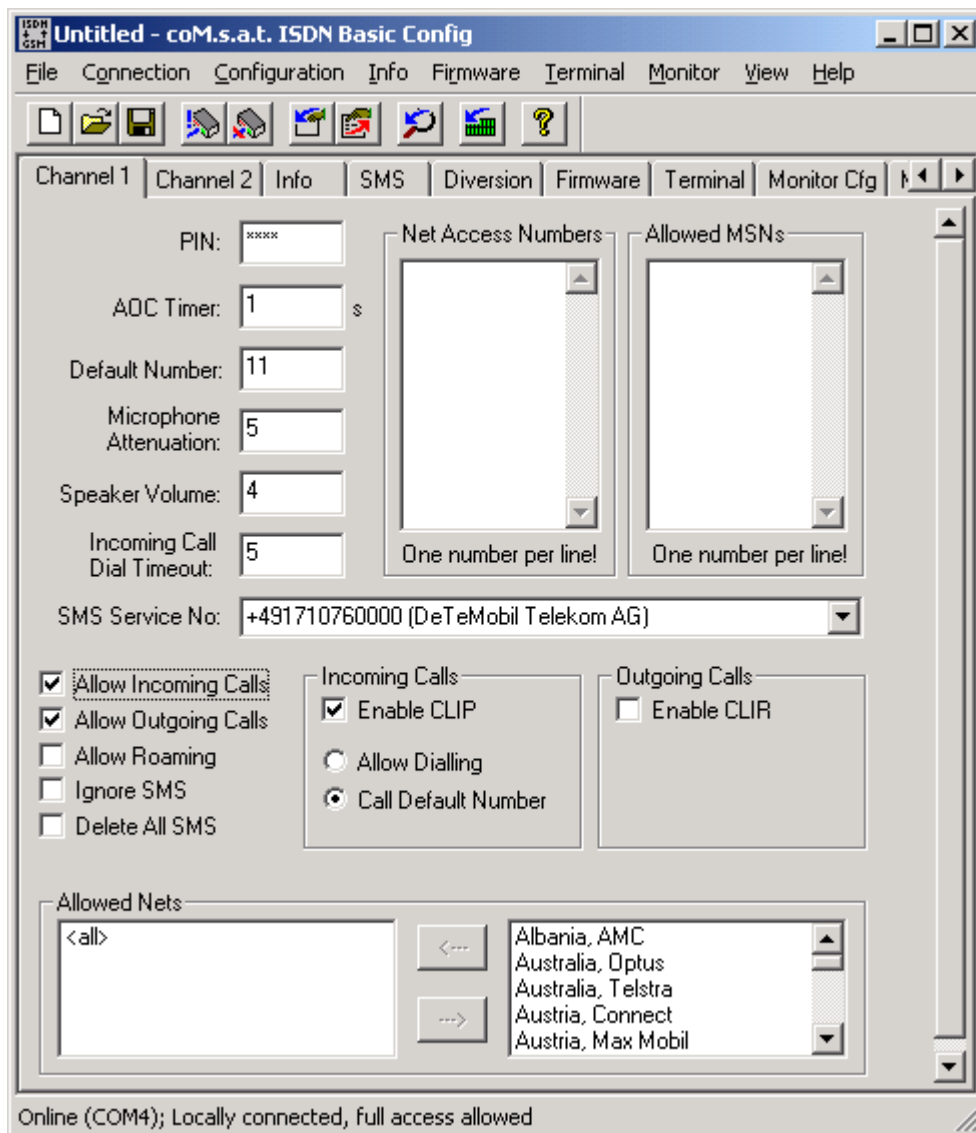 ISDN GSM Untitled - coM.s.a.t. ISDN Basic Config
File Connection Configuration Info Firmware Terminal Monitor View Help
Channel 1 Channel 2 Info SMS Diversion Firmware Terminal Monitor Cfg
PIN: ****
AOC Timer: 1 s
Default Number: 11
Microphone
Attenuation: 5
Speaker Volume: 4
Incoming Call
Dial Timeout: 5
Net Access Numbers
One number per line!
Allowed MSNs
One number per line!
SMS Service No: +491710760000 (DeTeMobil Telekom AG)
Allow Incoming Calls
Allow Outgoing Calls
Allow Roaming
Ignore SMS
Delete All SMS
Incoming Calls
Enable CLIP
Allow Dialling
Call Default Number
Outgoing Calls
Enable CLIR
Allowed Nets
<all>
<---
--->
Albania, AMC
Australia, Optus
Australia, Telstra
Austria, Connect
Austria, Max Mobil
Online (COM4); Locally connected, full access allowed